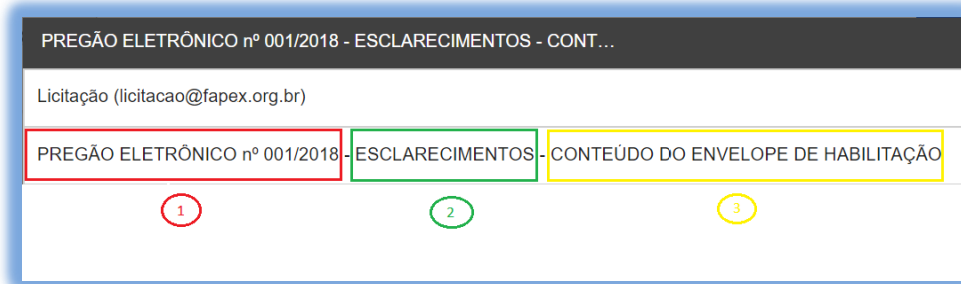 PREGÃO ELETRÔNICO nº 001/2018 - ESCLARECIMENTOS - CONT...
Licitação (licitacao@fapex.org.br)
PREGÃO ELETRÔNICO nº 001/2018 - ESCLARECIMENTOS - CONTEÚDO DO ENVELOPE DE HABILITAÇÃO
1 2 3